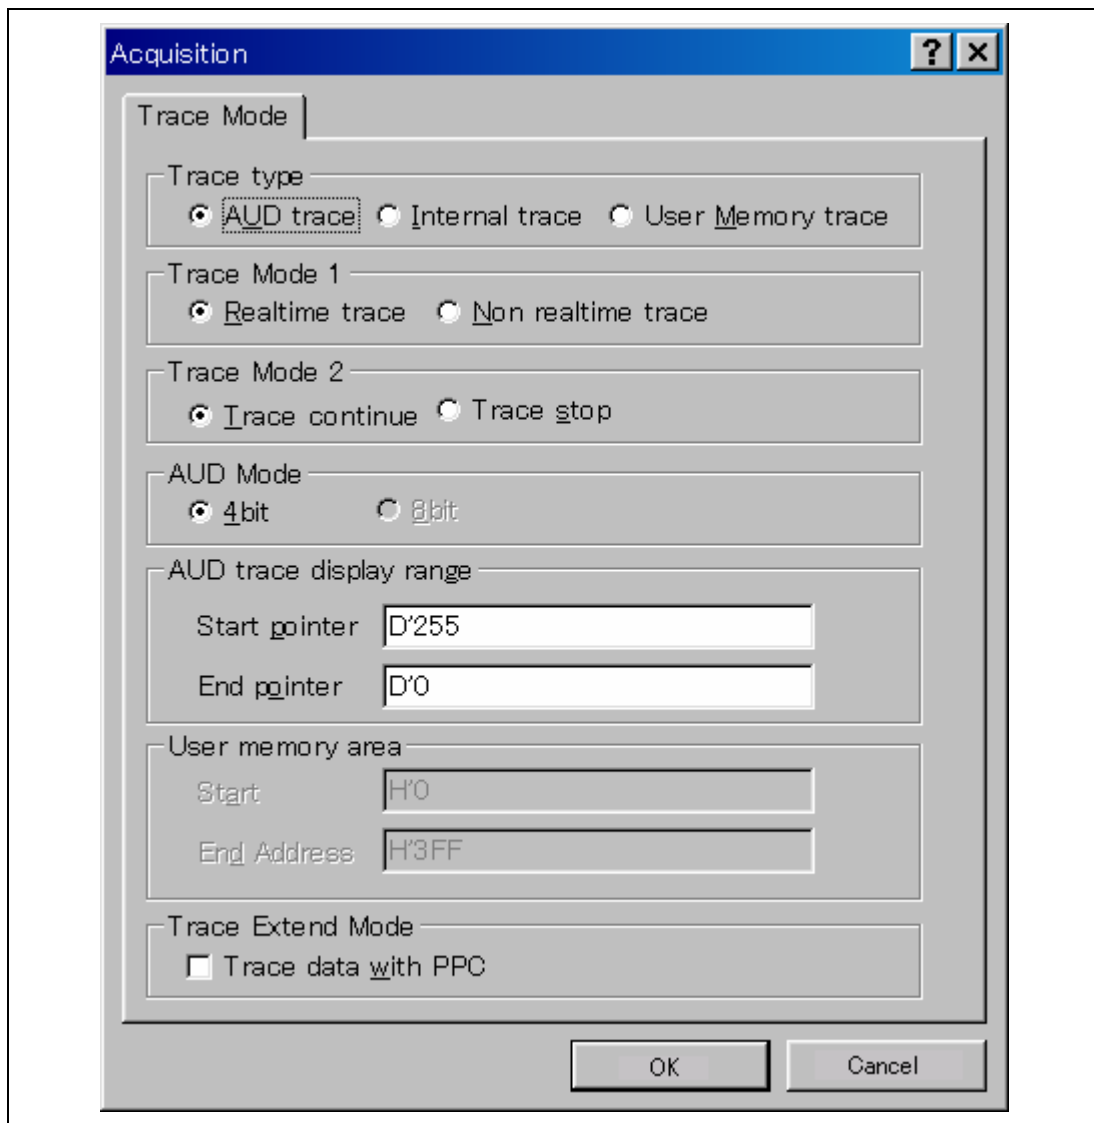 Acquisition
Trace Mode
Trace type
AUD trace Internal trace User Memory trace
Trace Mode 1
Realtime trace Non realtime trace
Trace Mode 2
Trace continue Trace stop
AUD Mode
4bit 8bit
AUD trace display range
Start pointer D'255
End pointer D'0
User memory area
Start H'0
End Address H'3FF
Trace Extend Mode
Trace data with PPC
OK Cancel